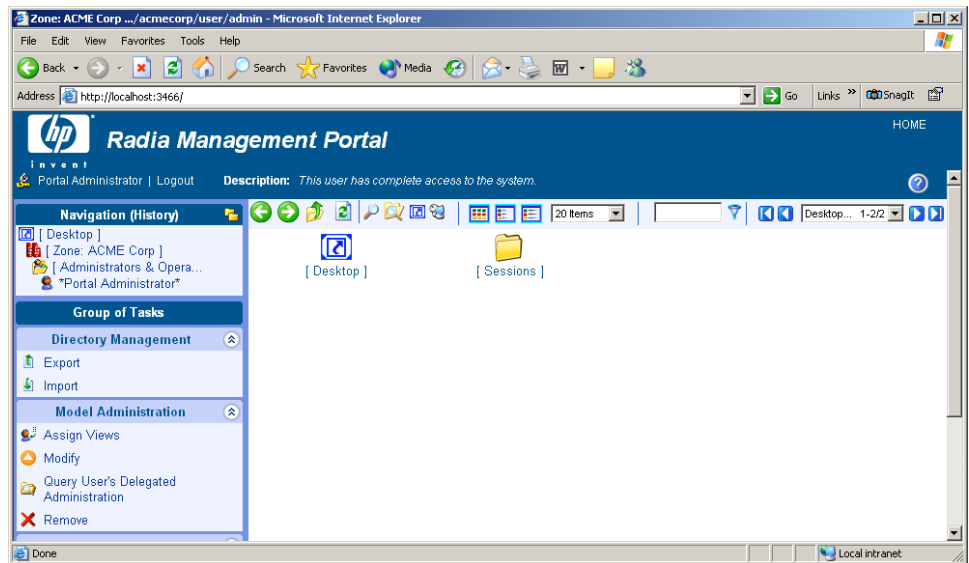 Zone: ACME Corp .../acmecorp/user/admin - Microsoft Internet Explorer
File Edit View Favorites Tools Help
Back Search Favorites Media W
Address http://localhost:3466/ Go Links » SnagIt
hp Radia Management Portal HOME
invent
Portal Administrator | Logout Description: This user has complete access to the system. ?
Navigation (History) 20 Items Desktop... 1-2/2
[ Desktop ]
[ Zone: ACME Corp ]
[ Administrators & Opera...
*Portal Administrator*
[ Desktop ] [ Sessions ]
Group of Tasks
Directory Management
Export
Import
Model Administration
Assign Views
Modify
Query User's Delegated
Administration
Remove
Done Local intranet